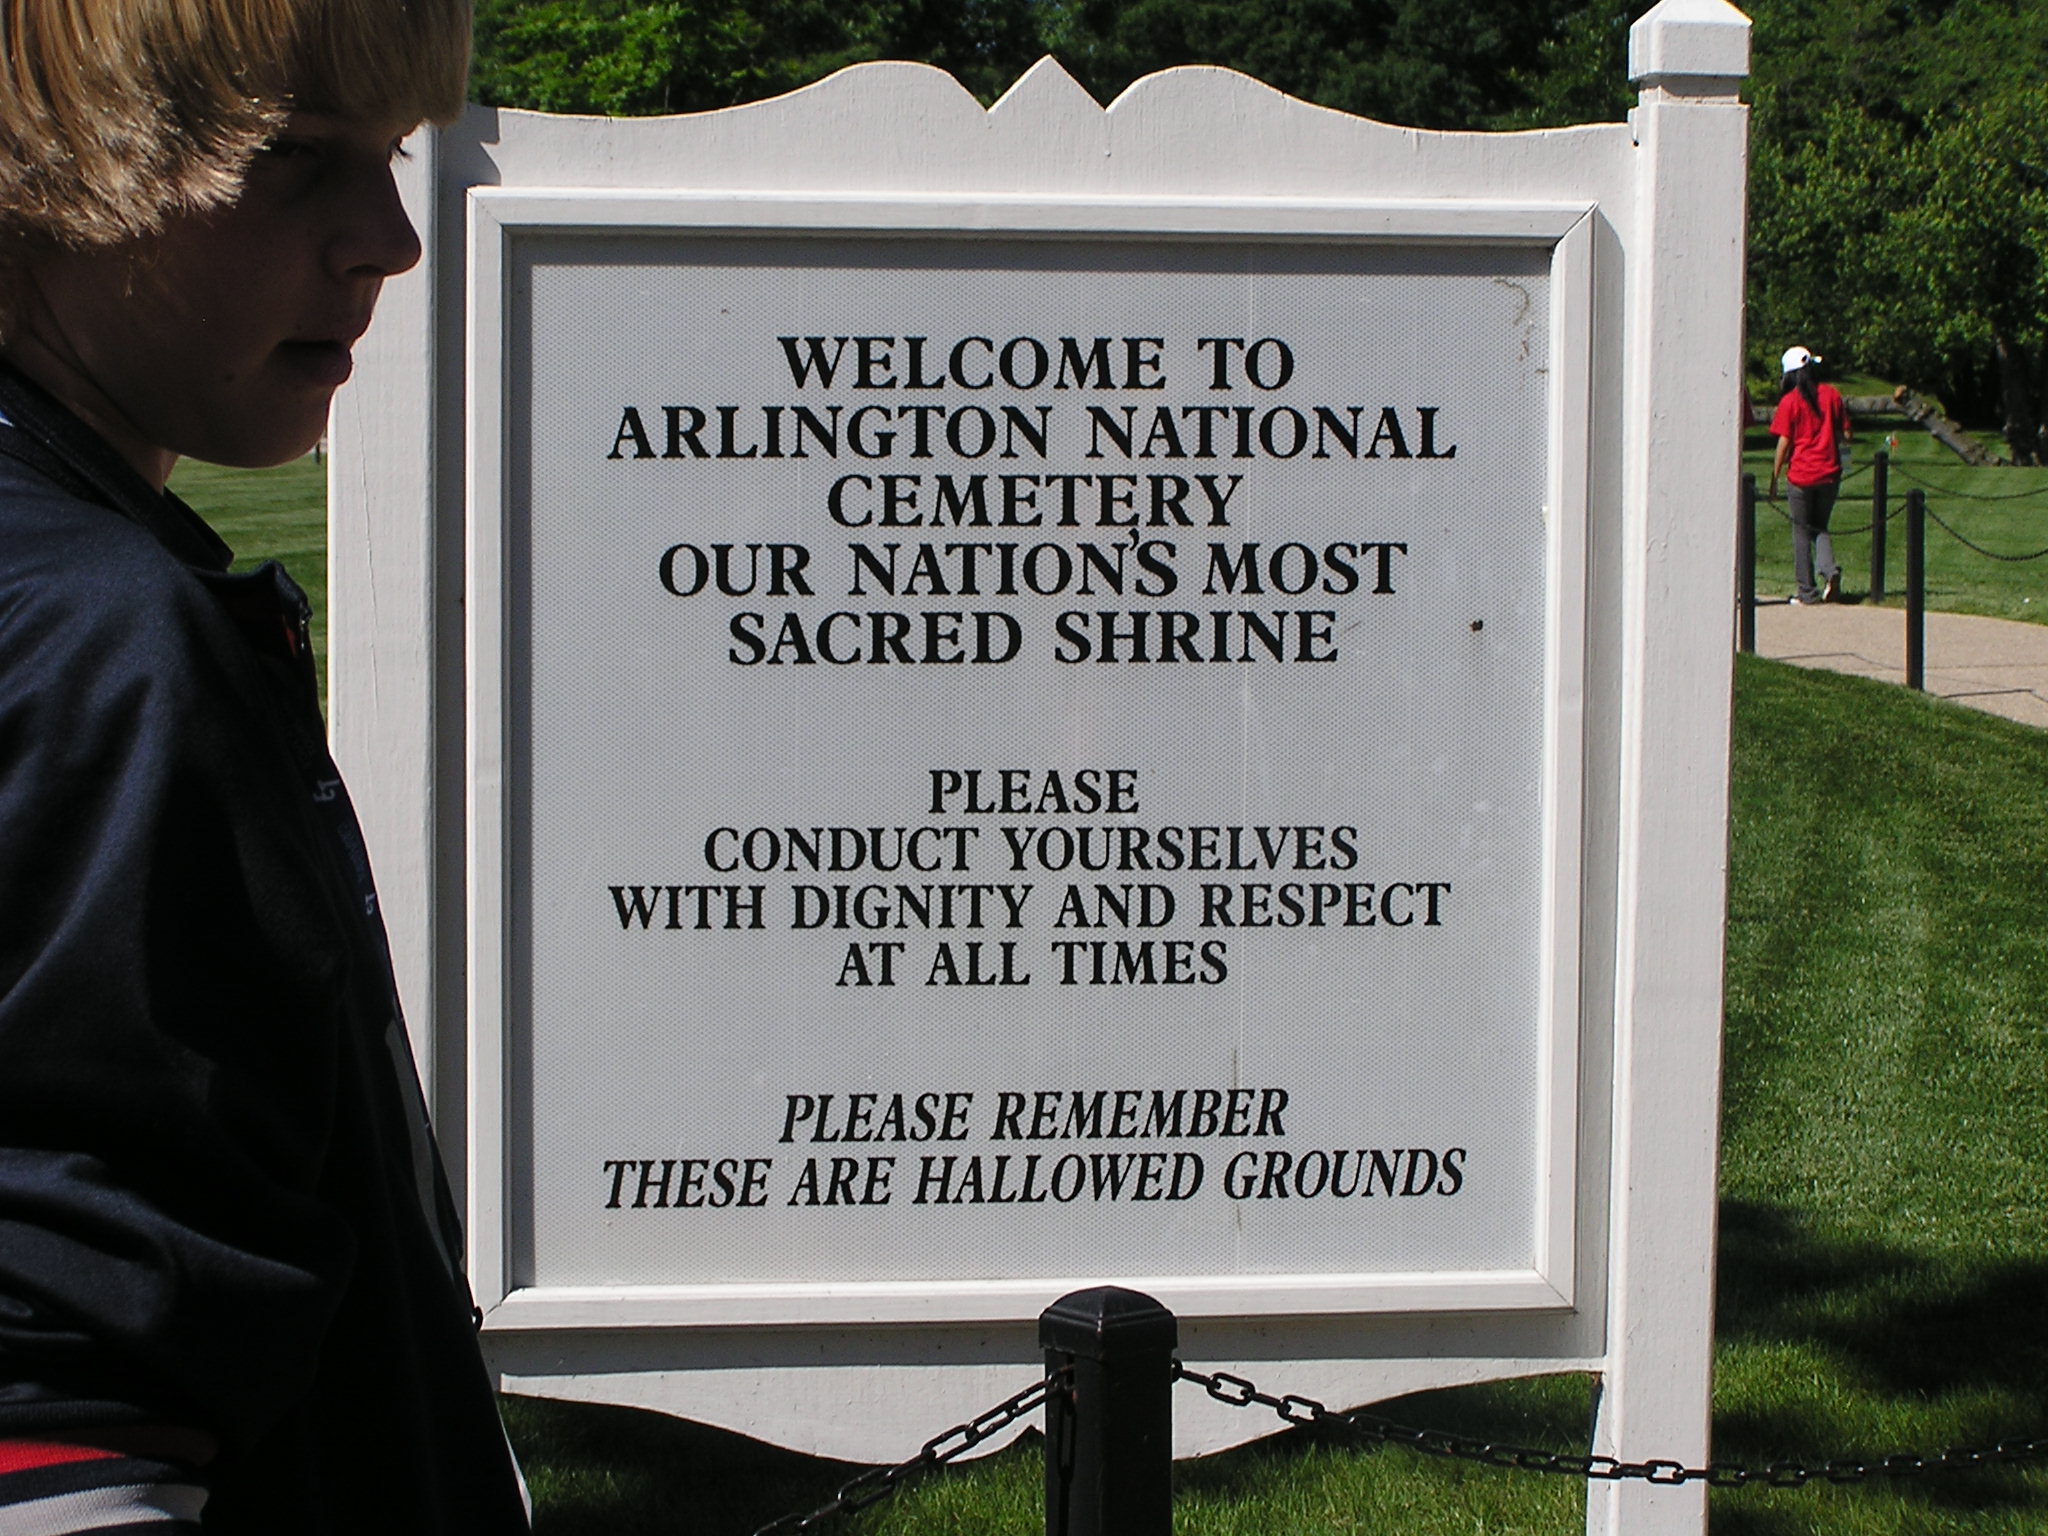 WELCOME TO
ARLINGTON NATIONAL
CEMETERY
OUR NATION'S MOST
SACRED SHRINE
PLEASE
CONDUCT YOURSELVES
WITH DIGNITY AND RESPECT
AT ALL TIMES
PLEASE REMEMBER
THESE ARE HALLOWED GROUNDS